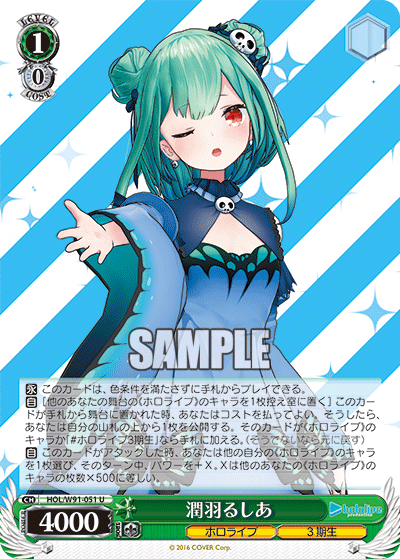 LEVEL
1
0
COST
SAMPLE
永 このカードは、色条件を満たさずに手札からプレイできる。
自 [他のあなたの舞台の《ホロライブ》のキャラを1枚控え室に置く] このカー
ドが手札から舞台に置かれた時、あなたはコストを払ってよい。そうしたら、
あなたは自分の山札の上から1枚を公開する。そのカードが《ホロライブ》の
キャラか「#ホロライブ3期生」なら手札に加える。(そうでないなら元に戻す)
自 このカードがアタックした時、あなたは他の自分の《ホロライブ》のキャラ
を1枚選び、そのターン中、パワーを+X。Xは他のあなたの《ホロライブ》の
キャラの枚数×500に等しい。
CH HOL/W91-051 U
4000
潤羽るしあ
hololive
ホロライブ
3期生
© 2016 COVER Corp.